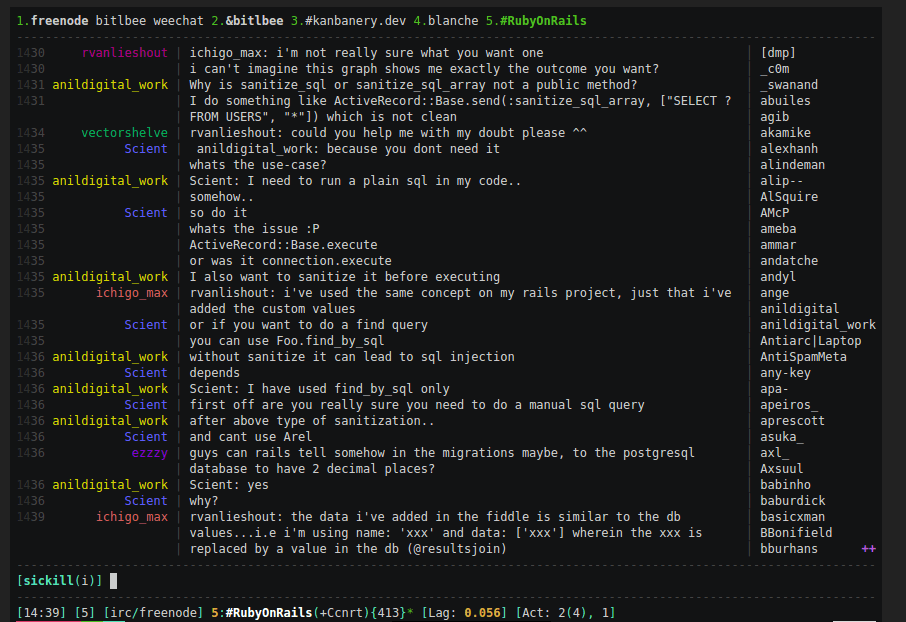 1.freenode bitlbee weechat 2.&bitlbee 3.#kanbanery.dev 4.blanche 5.#RubyOnRails
1430 rvanlieshout | ichigo_max: i'm not really sure what you want one | [dmp]
1430 | i can't imagine this graph shows me exactly the outcome you want? | _c0m
1431 anildigital_work | Why is sanitize_sql or sanitize_sql_array not a public method? | _swanand
1431 | I do something like ActiveRecord::Base.send(:sanitize_sql_array, ["SELECT ? | abuiles
| FROM USERS", "*"]) which is not clean | agib
1434 vectorshelve | rvanlieshout: could you help me with my doubt please ^^ | akamike
1435 Scient | anildigital_work: because you dont need it | alexhanh
1435 | whats the use-case? | alindeman
1435 anildigital_work | Scient: I need to run a plain sql in my code.. | alip--
1435 | somehow.. | AlSquire
1435 Scient | so do it | AMcP
1435 | whats the issue :P | ameba
1435 | ActiveRecord::Base.execute | ammar
1435 | or was it connection.execute | andatche
1435 anildigital_work | I also want to sanitize it before executing | andyl
1435 ichigo_max | rvanlishout: i've used the same concept on my rails project, just that i've | ange
| added the custom values | anildigital
1435 Scient | or if you want to do a find query | anildigital_work
1435 | you can use Foo.find_by_sql | Antiarc|Laptop
1436 anildigital_work | without sanitize it can lead to sql injection | AntiSpamMeta
1436 Scient | depends | any-key
1436 anildigital_work | Scient: I have used find_by_sql only | apa-
1436 Scient | first off are you really sure you need to do a manual sql query | apeiros_
1436 anildigital_work | after above type of sanitization.. | aprescott
1436 Scient | and cant use Arel | asuka_
1436 ezzzy | guys can rails tell somehow in the migrations maybe, to the postgresql | axl_
| database to have 2 decimal places? | Axsuul
1436 anildigital_work | Scient: yes | babinho
1436 Scient | why? | baburdick
1439 ichigo_max | rvanlieshout: the data i've added in the fiddle is similar to the db | basicxman
| values...i.e i'm using name: 'xxx' and data: ['xxx'] wherein the xxx is | BBonifield
| replaced by a value in the db (@resultsjoin) | bburhans ++
[sickill(i)]
[14:39] [5] [irc/freenode] 5:#RubyOnRails(+Ccnrt){413}* [Lag: 0.056] [Act: 2(4), 1]